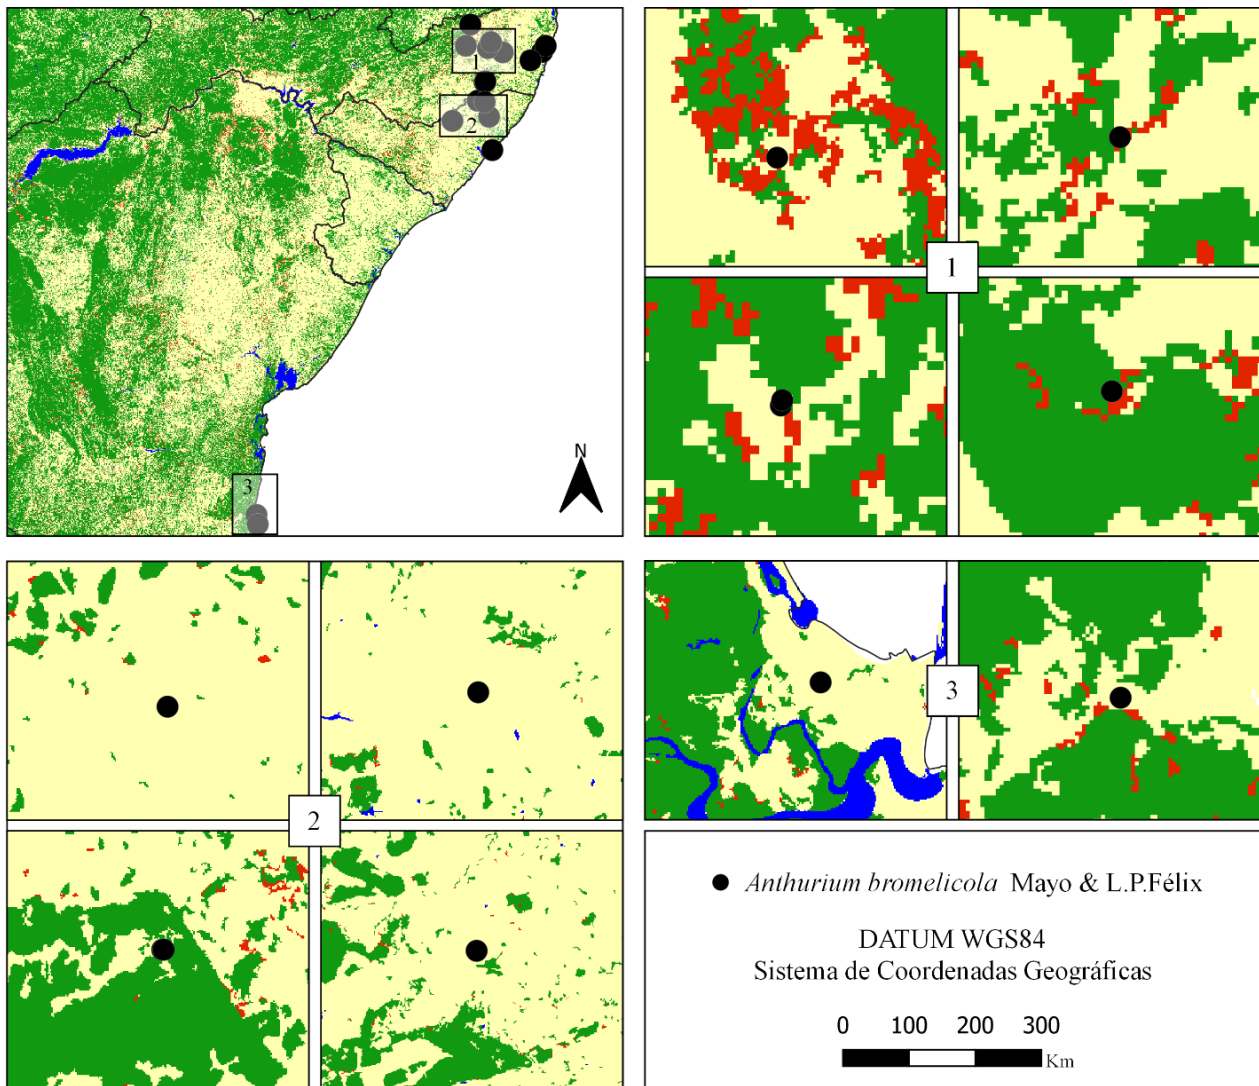 1
2
3
N
1
2
3
Anthurium bromelicola Mayo & L.P.Félix
DATUM WGS84
Sistema de Coordenadas Geográficas
0 100 200 300
Km